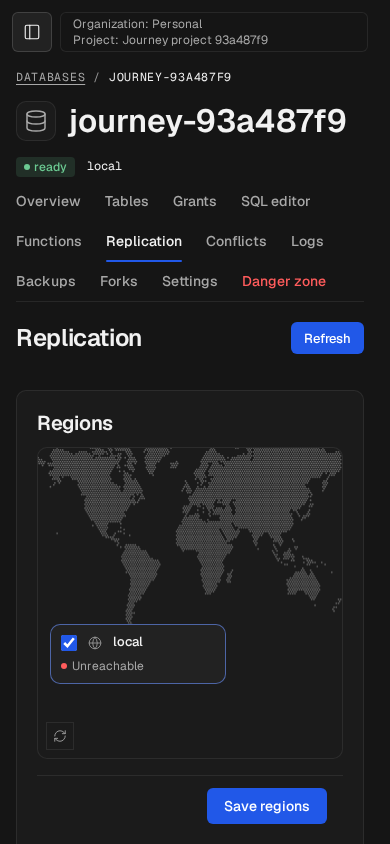 Organization: Personal
Project: Journey project 93a487f9
DATABASES / JOURNEY-93A487F9
journey-93a487f9
ready local
Overview Tables Grants SQL editor
Functions Replication Conflicts Logs
Backups Forks Settings Danger zone
Replication Refresh
Regions
local
Unreachable
Save regions